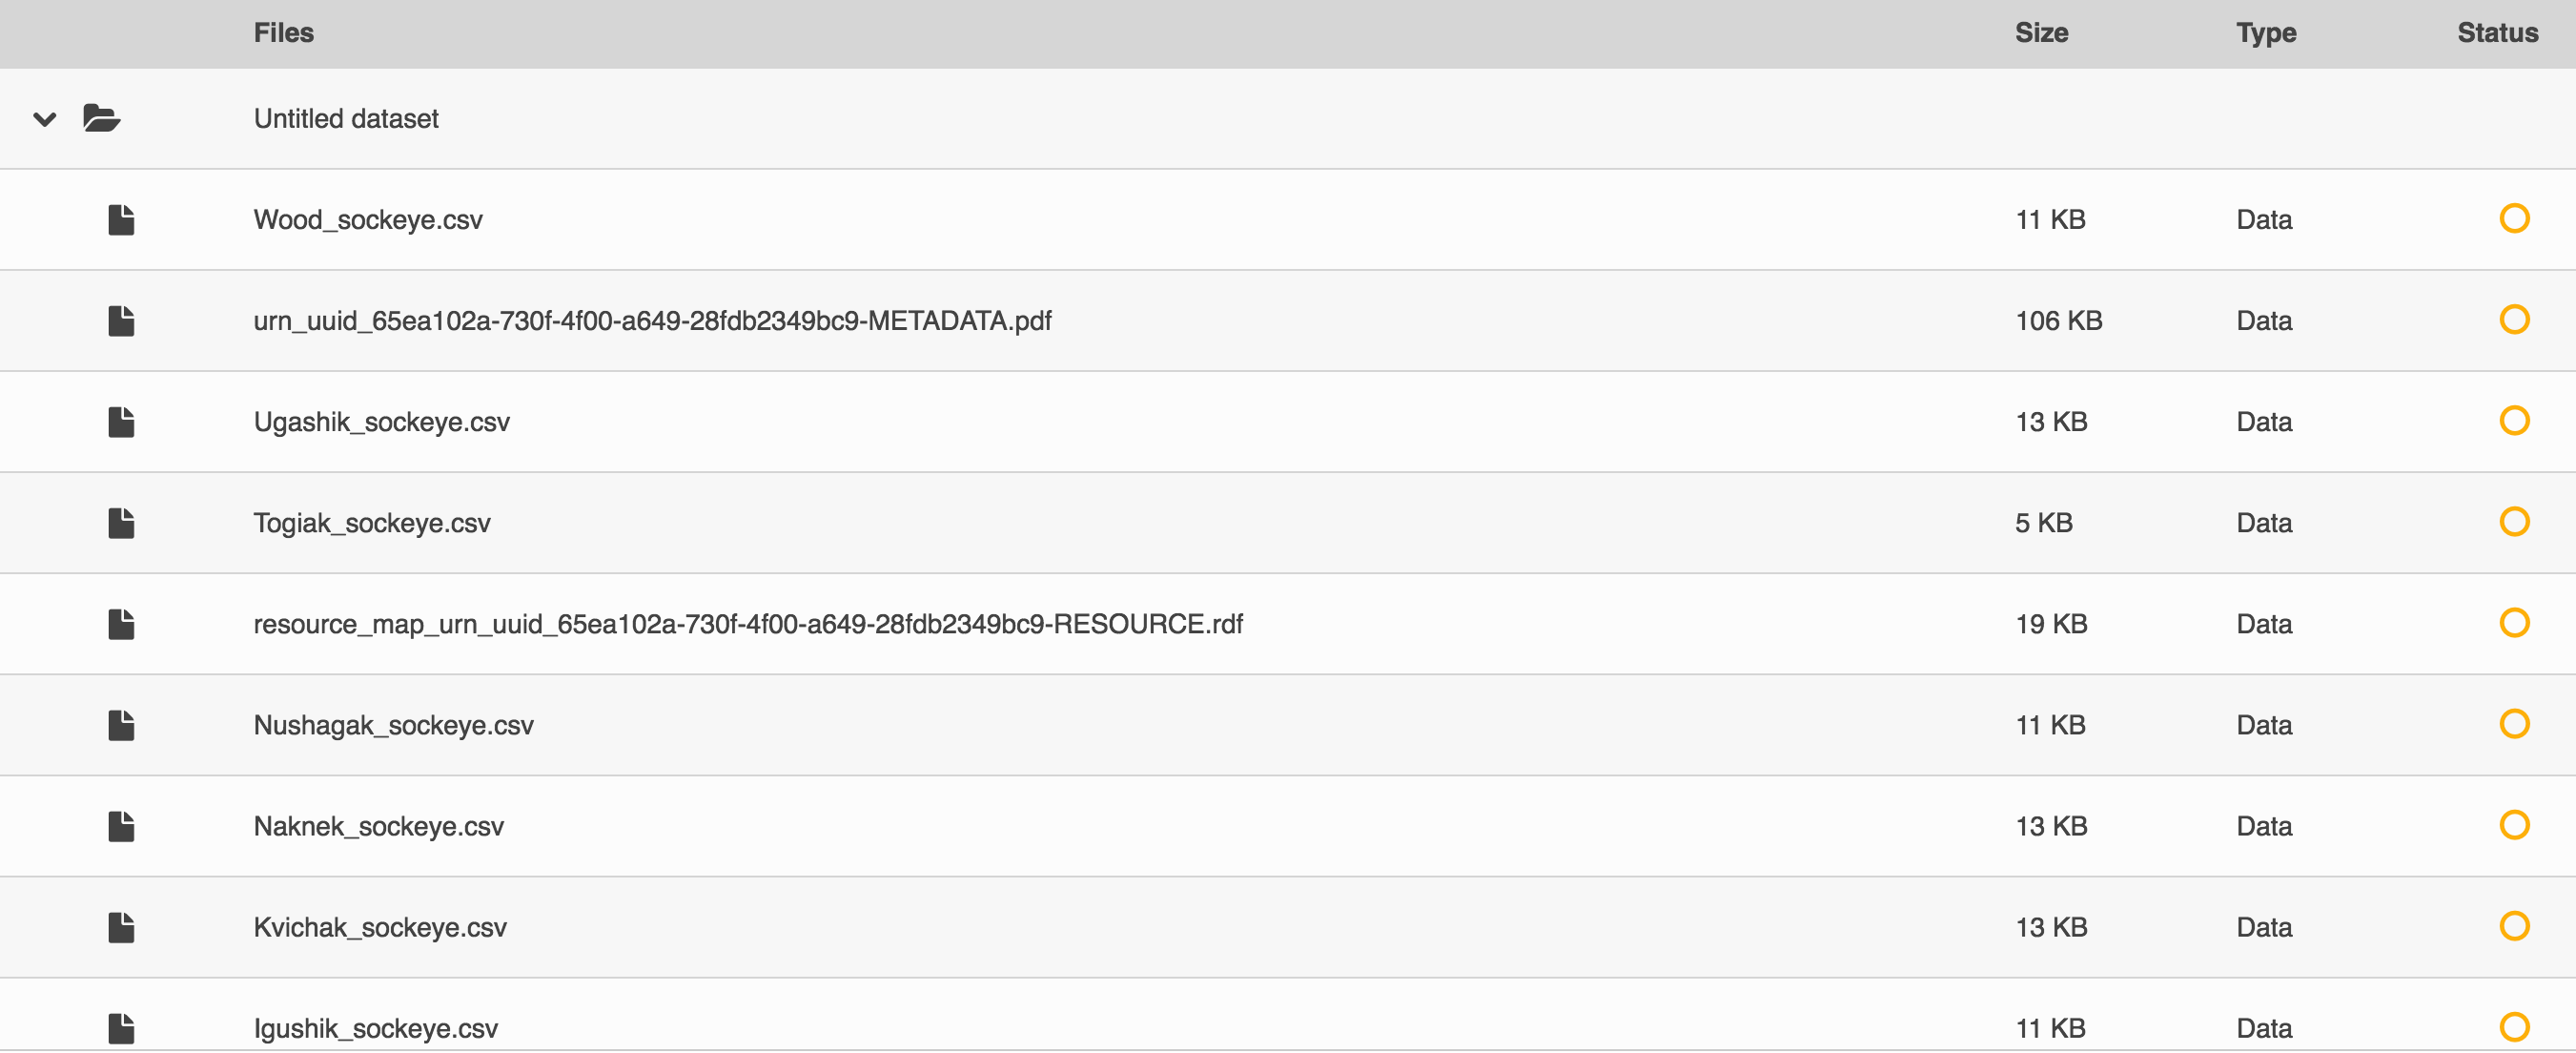 Files Size Type Status
Untitled dataset
Wood_sockeye.csv 11 KB Data
urn_uuid_65ea102a-730f-4f00-a649-28fdb2349bc9-METADATA.pdf 106 KB Data
Ugashik_sockeye.csv 13 KB Data
Togiak_sockeye.csv 5 KB Data
resource_map_urn_uuid_65ea102a-730f-4f00-a649-28fdb2349bc9-RESOURCE.rdf 19 KB Data
Nushagak_sockeye.csv 11 KB Data
Naknek_sockeye.csv 13 KB Data
Kvichak_sockeye.csv 13 KB Data
Igushik_sockeye.csv 11 KB Data